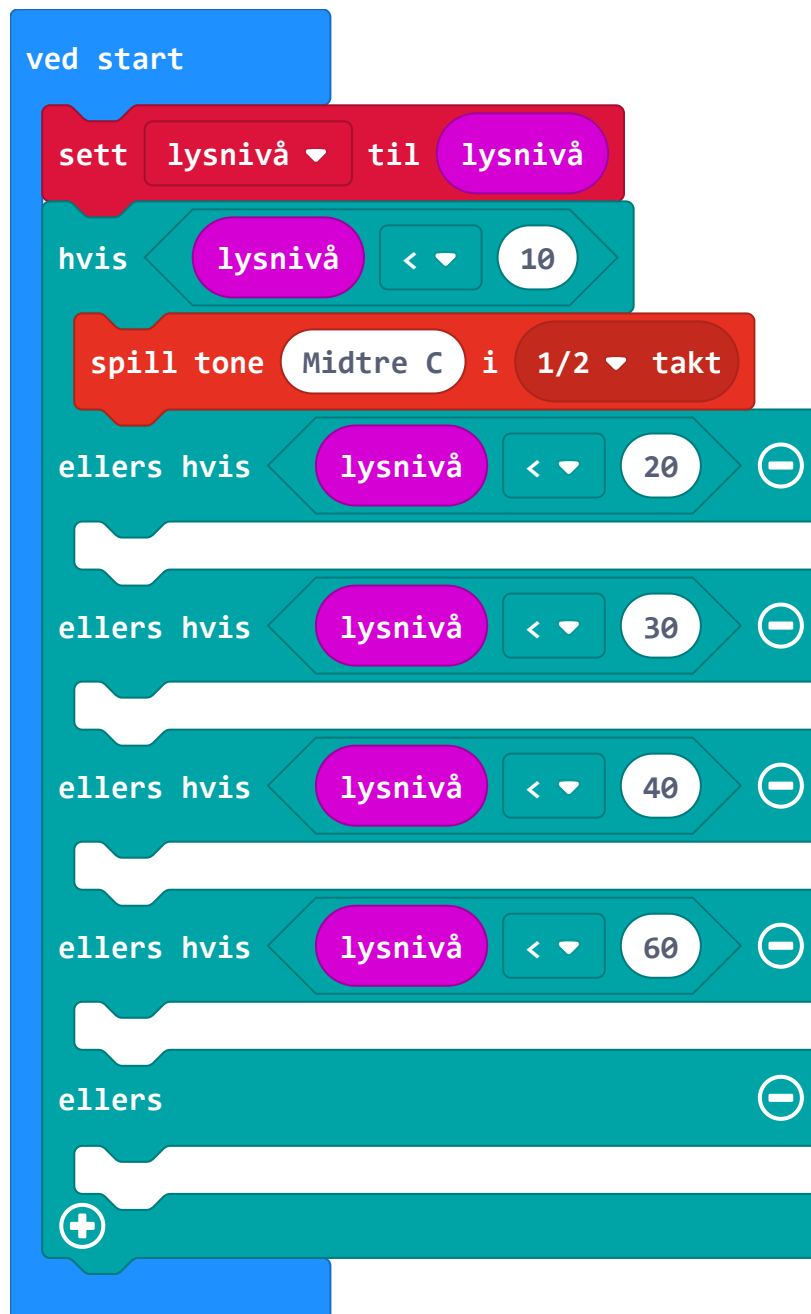 ved start
sett lysnivå til lysnivå
hvis lysnivå < 10
spill tone Midtre C i 1/2 takt
ellers hvis lysnivå < 20
ellers hvis lysnivå < 30
ellers hvis lysnivå < 40
ellers hvis lysnivå < 60
ellers